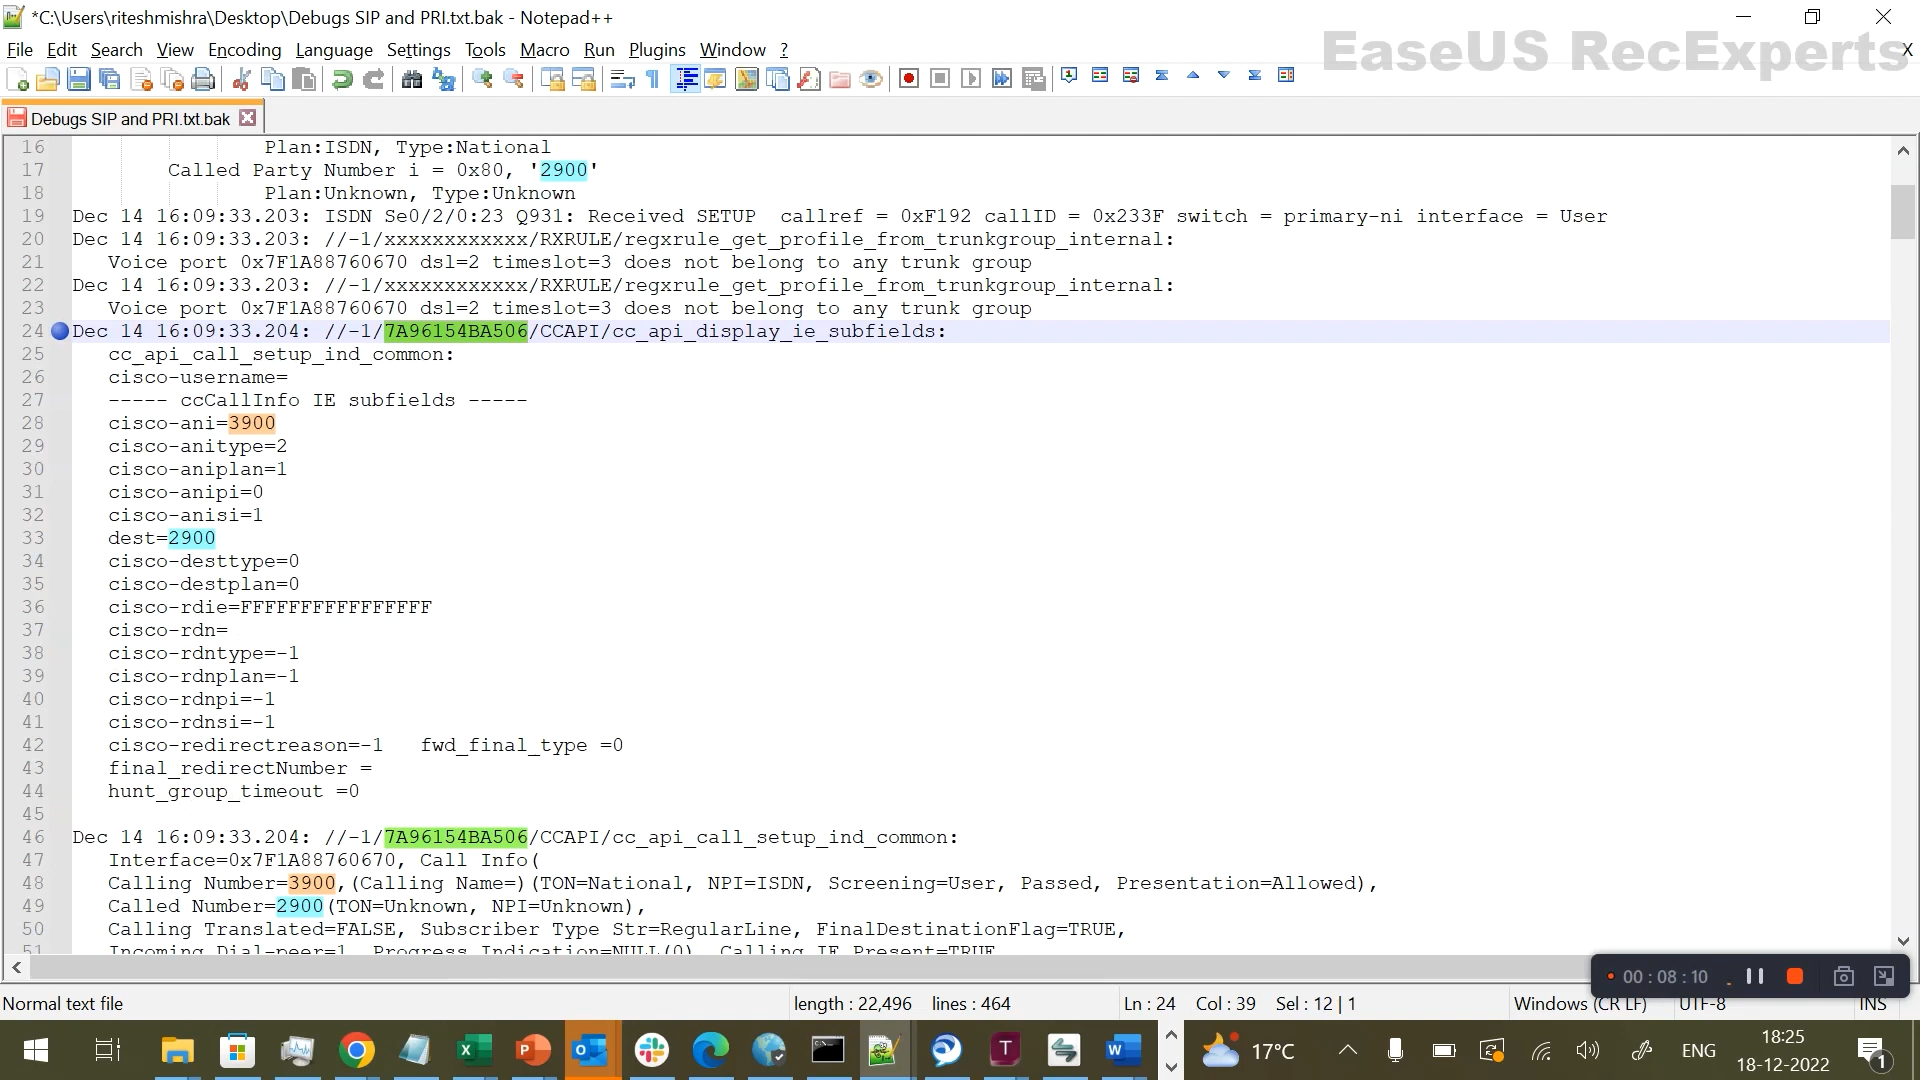 *C:\Users\riteshmishra\Desktop\Debugs SIP and PRI.txt.bak - Notepad++
EaseUS RecExperts
File Edit Search View Encoding Language Settings Tools Macro Run Plugins Window ? X
Debugs SIP and PRI.txt.bak
16 Plan:ISDN, Type:National
17 Called Party Number i = 0x80, '2900'
18 Plan:Unknown, Type:Unknown
19 Dec 14 16:09:33.203: ISDN Se0/2/0:23 Q931: Received SETUP callref = 0xF192 callID = 0x233F switch = primary-ni interface = User
20 Dec 14 16:09:33.203: //-1/xxxxxxxxxxxx/RXRULE/regxrule_get_profile_from_trunkgroup_internal:
21 Voice port 0x7F1A88760670 dsl=2 timeslot=3 does not belong to any trunk group
22 Dec 14 16:09:33.203: //-1/xxxxxxxxxxxx/RXRULE/regxrule_get_profile_from_trunkgroup_internal:
23 Voice port 0x7F1A88760670 dsl=2 timeslot=3 does not belong to any trunk group
24 Dec 14 16:09:33.204: //-1/7A96154BA506/CCAPI/cc_api_display_ie_subfields:
25 cc_api_call_setup_ind_common:
26 cisco-username=
27 ----- ccCallInfo IE subfields -----
28 cisco-ani=3900
29 cisco-anitype=2
30 cisco-aniplan=1
31 cisco-anipi=0
32 cisco-anisi=1
33 dest=2900
34 cisco-desttype=0
35 cisco-destplan=0
36 cisco-rdie=FFFFFFFFFFFFFFFF
37 cisco-rdn=
38 cisco-rdntype=-1
39 cisco-rdnplan=-1
40 cisco-rdnpi=-1
41 cisco-rdnsi=-1
42 cisco-redirectreason=-1 fwd_final_type =0
43 final_redirectNumber =
44 hunt_group_timeout =0
45
46 Dec 14 16:09:33.204: //-1/7A96154BA506/CCAPI/cc_api_call_setup_ind_common:
47 Interface=0x7F1A88760670, Call Info(
48 Calling Number=3900,(Calling Name=)(TON=National, NPI=ISDN, Screening=User, Passed, Presentation=Allowed),
49 Called Number=2900(TON=Unknown, NPI=Unknown),
50 Calling Translated=FALSE, Subscriber Type Str=RegularLine, FinalDestinationFlag=TRUE,
51 Incoming Dial-peer=1, Progress Indication=NULL(0), Calling IE Present=TRUE
00:08:10
Normal text file length : 22,496 lines : 464 Ln : 24 Col : 39 Sel : 12 | 1 Windows (CR LF) UTF-8 INS
17°C ENG 18:25
18-12-2022 1